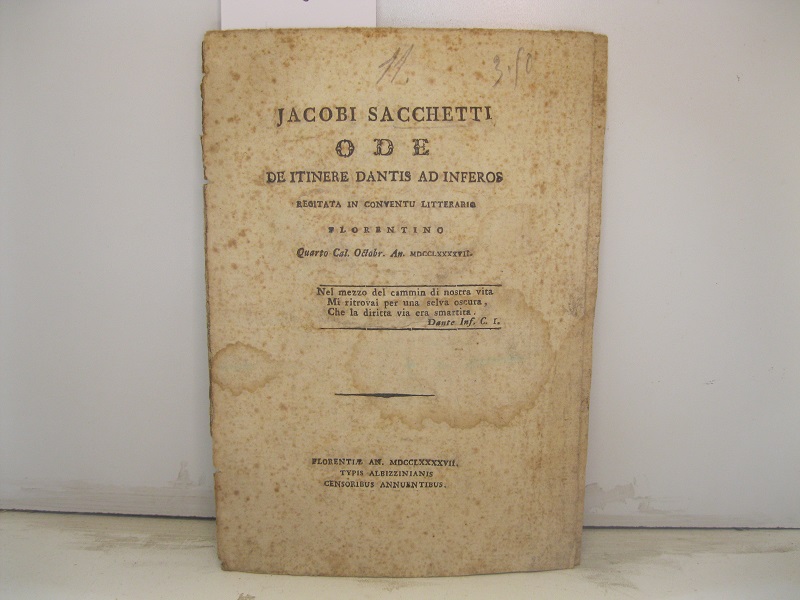 11 3.50
JACOBI SACCHETTI
ODE
DE ITINERE DANTIS AD INFEROS
RECITATA IN CONVENTU LITTERARIO
FLORENTINO
Quarto Cal. Octobr. An. MDCCLXXXXVII.
Nel mezzo del cammin di nostra vita
Mi ritrovai per una selva oscura,
Che la diritta via era smarrita.
Dante Inf. C. I.
FLORENTIÆ AN. MDCCLXXXXVII.
TYPIS ALBIZZINIANIS
CENSORIBUS ANNUENTIBUS.